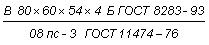 В 80×60×54×4 Б ГОСТ 8283-93
08 пс-3 ГОСТ 11474-76